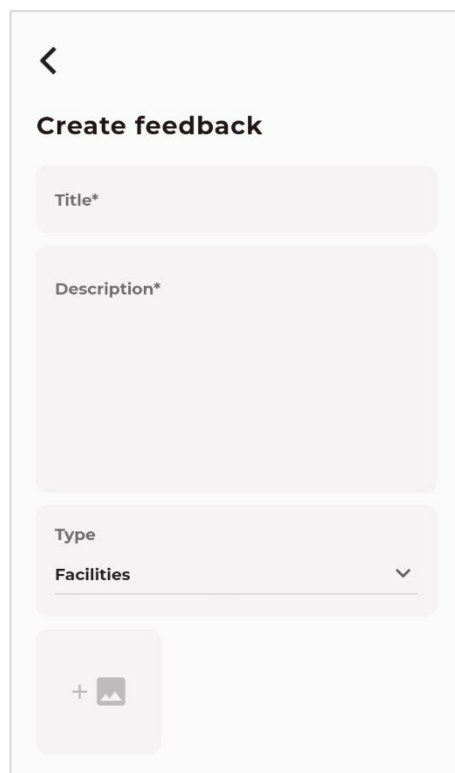 Create feedback
Title*
Description*
Type
Facilities
+